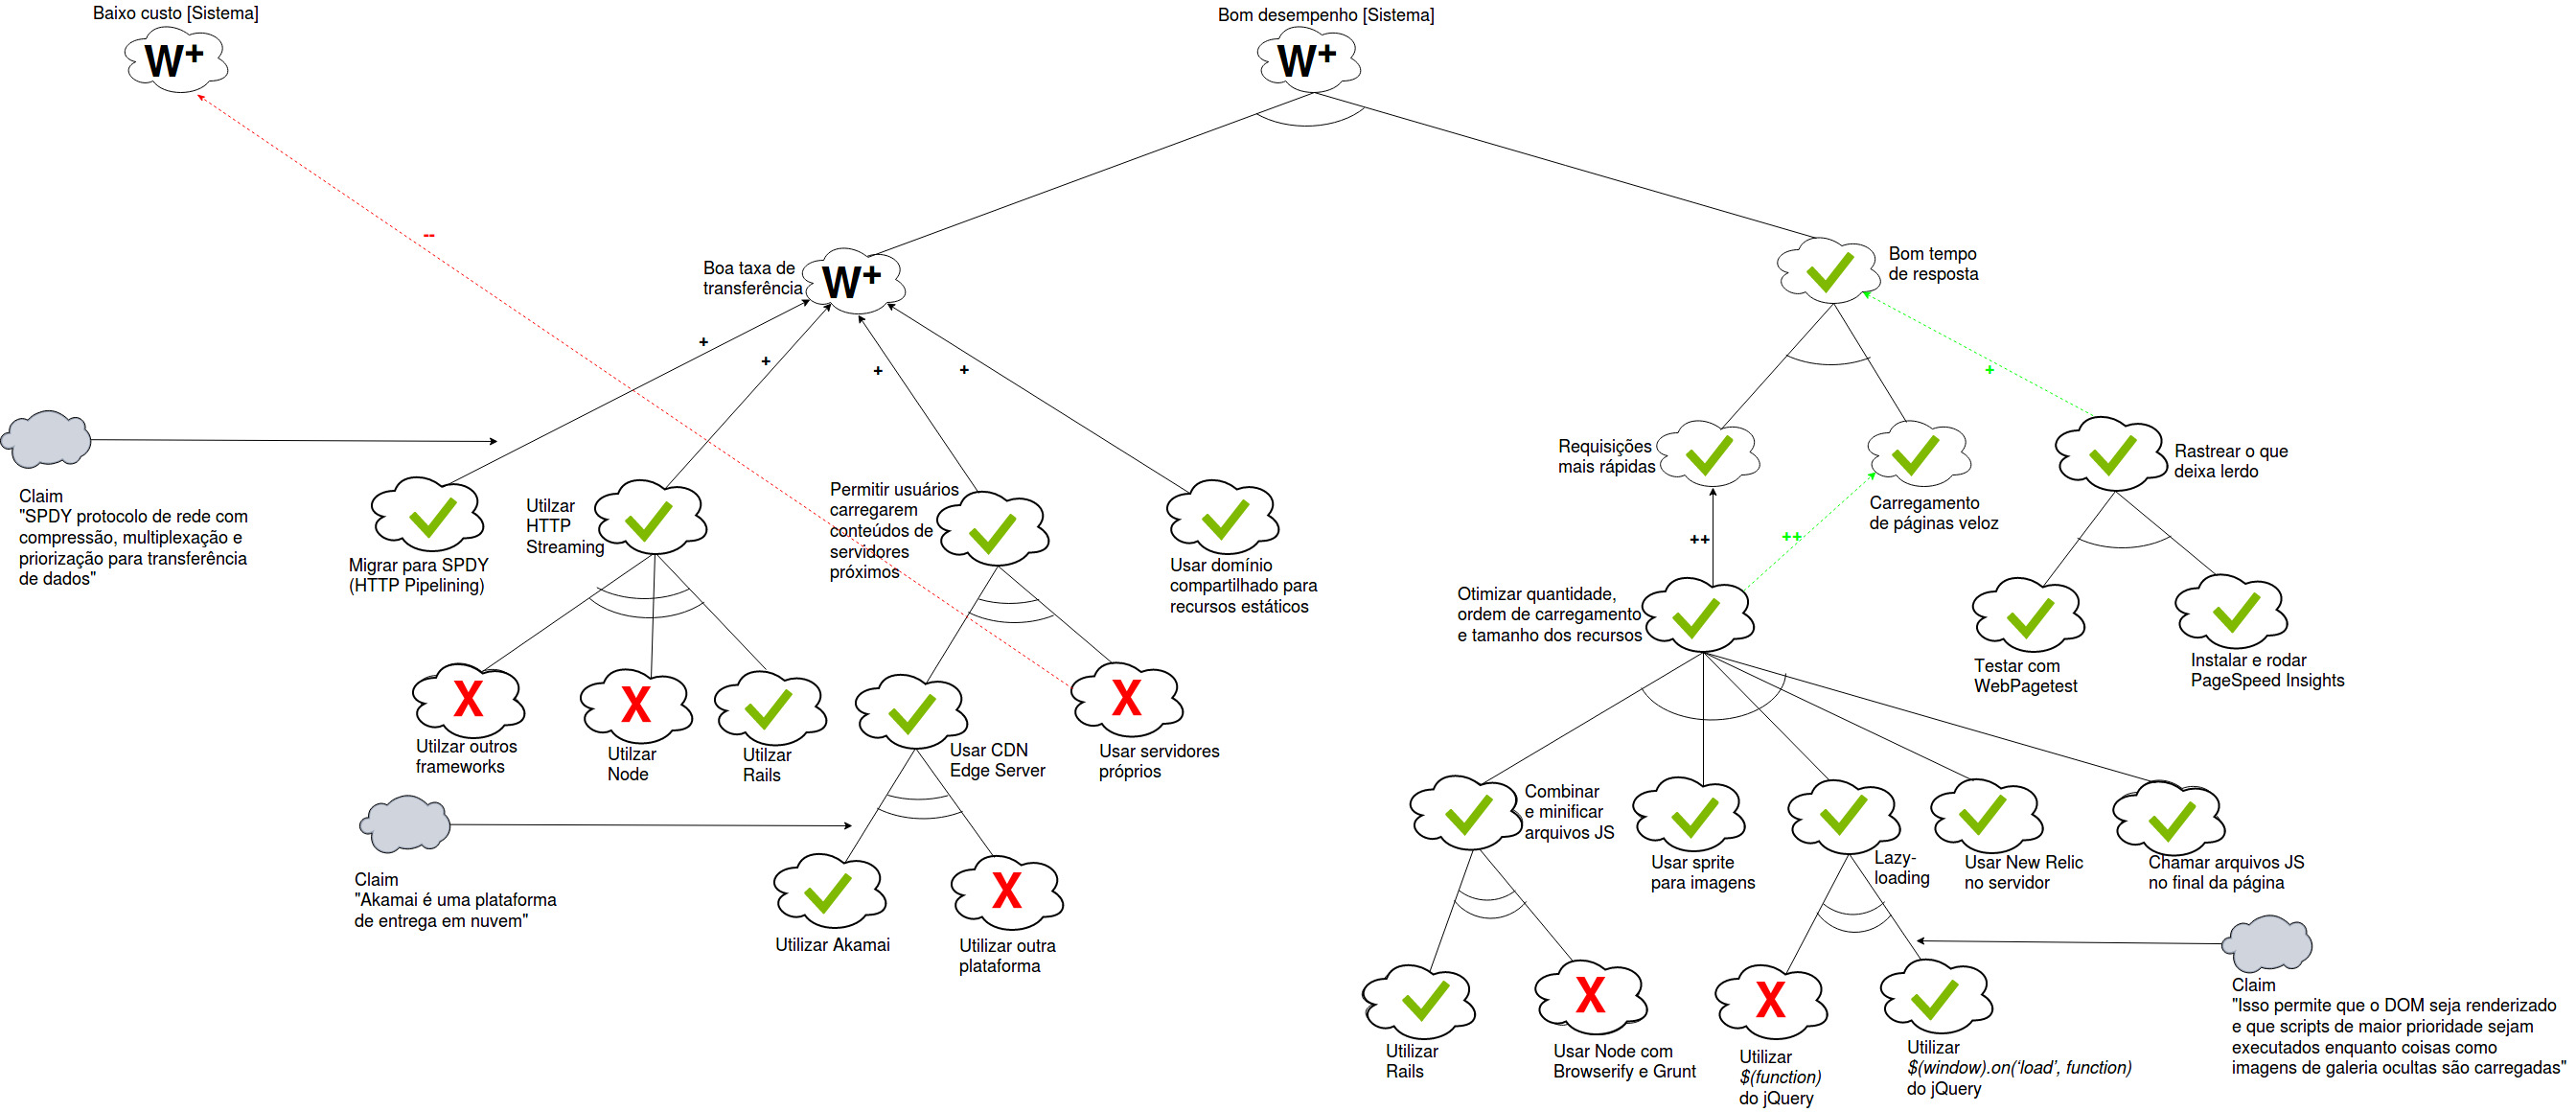 Baixo custo [Sistema]
W+
Bom desempenho [Sistema]
W+
--
Boa taxa de
transferência
W+
Bom tempo
de resposta
+
+
+
+
+
Claim
"SPDY protocolo de rede com
compressão, multiplexação e
priorização para transferência
de dados"
Migrar para SPDY
(HTTP Pipelining)
Utilzar
HTTP
Streaming
Permitir usuários
carregarem
conteúdos de
servidores
próximos
Usar domínio
compartilhado para
recursos estáticos
Requisições
mais rápidas
Carregamento
de páginas veloz
Rastrear o que
deixa lerdo
++
++
Otimizar quantidade,
ordem de carregamento
e tamanho dos recursos
Testar com
WebPagetest
Instalar e rodar
PageSpeed Insights
X
Utilzar outros
frameworks
X
Utilzar
Node
Utilzar
Rails
Usar CDN
Edge Server
X
Usar servidores
próprios
Claim
"Akamai é uma plataforma
de entrega em nuvem"
Utilizar Akamai
X
Utilizar outra
plataforma
Combinar
e minificar
arquivos JS
Usar sprite
para imagens
Lazy-
loading
Usar New Relic
no servidor
Chamar arquivos JS
no final da página
Utilizar
Rails
X
Usar Node com
Browserify e Grunt
X
Utilizar
$(function)
do jQuery
Utilizar
$(window).on(‘load’, function)
do jQuery
Claim
"Isso permite que o DOM seja renderizado
e que scripts de maior prioridade sejam
executados enquanto coisas como
imagens de galeria ocultas são carregadas"